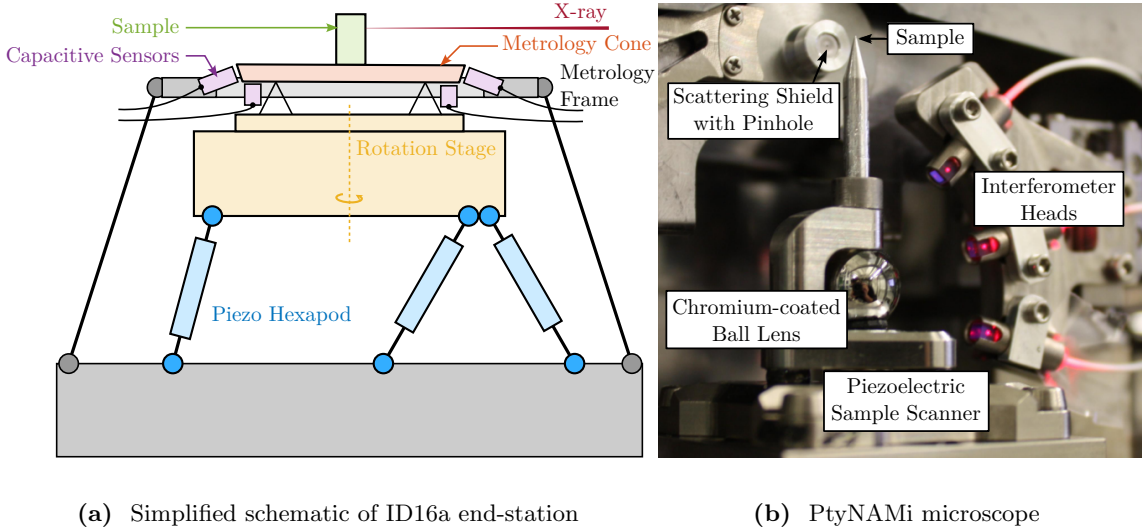 Sample
X-ray
Capacitive Sensors
Metrology Cone
Metrology
Frame
Rotation Stage
Piezo Hexapod
Sample
Scattering Shield
with Pinhole
Interferometer
Heads
Chromium-coated
Ball Lens
Piezoelectric
Sample Scanner
(a) Simplified schematic of ID16a end-station
(b) PtyNAMi microscope